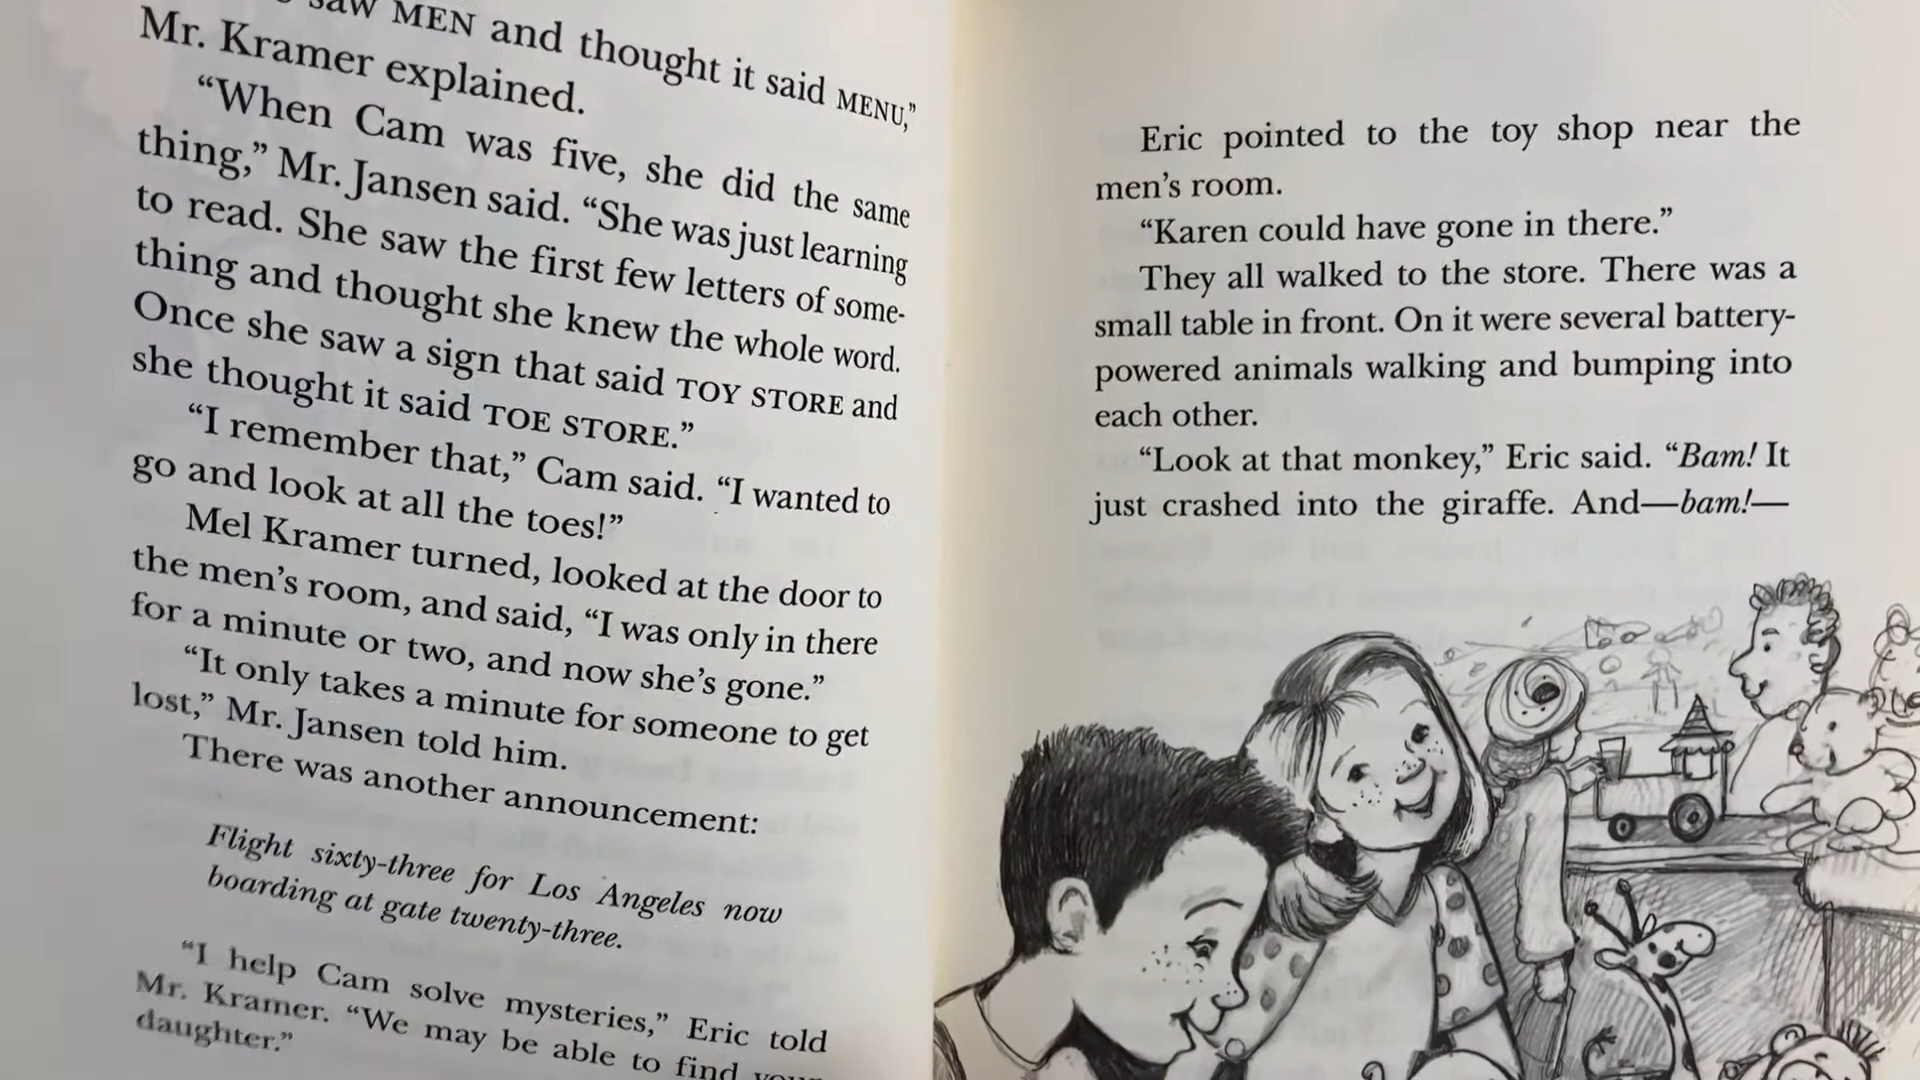 saw MEN and thought it said MENU,”
Mr. Kramer explained.
“When Cam was five, she did the same
thing,” Mr. Jansen said. “She was just learning
to read. She saw the first few letters of some-
thing and thought she knew the whole word.
Once she saw a sign that said TOY STORE and
she thought it said TOE STORE.”
“I remember that,” Cam said. “I wanted to
go and look at all the toes!”
Mel Kramer turned, looked at the door to
the men’s room, and said, “I was only in there
for a minute or two, and now she’s gone.”
“It only takes a minute for someone to get
lost,” Mr. Jansen told him.
There was another announcement:
Flight sixty-three for Los Angeles now
boarding at gate twenty-three.
“I help Cam solve mysteries,” Eric told
Mr. Kramer. “We may be able to find your
daughter.”
Eric pointed to the toy shop near the
men’s room.
“Karen could have gone in there.”
They all walked to the store. There was a
small table in front. On it were several battery-
powered animals walking and bumping into
each other.
“Look at that monkey,” Eric said. “Bam! It
just crashed into the giraffe. And—bam!—